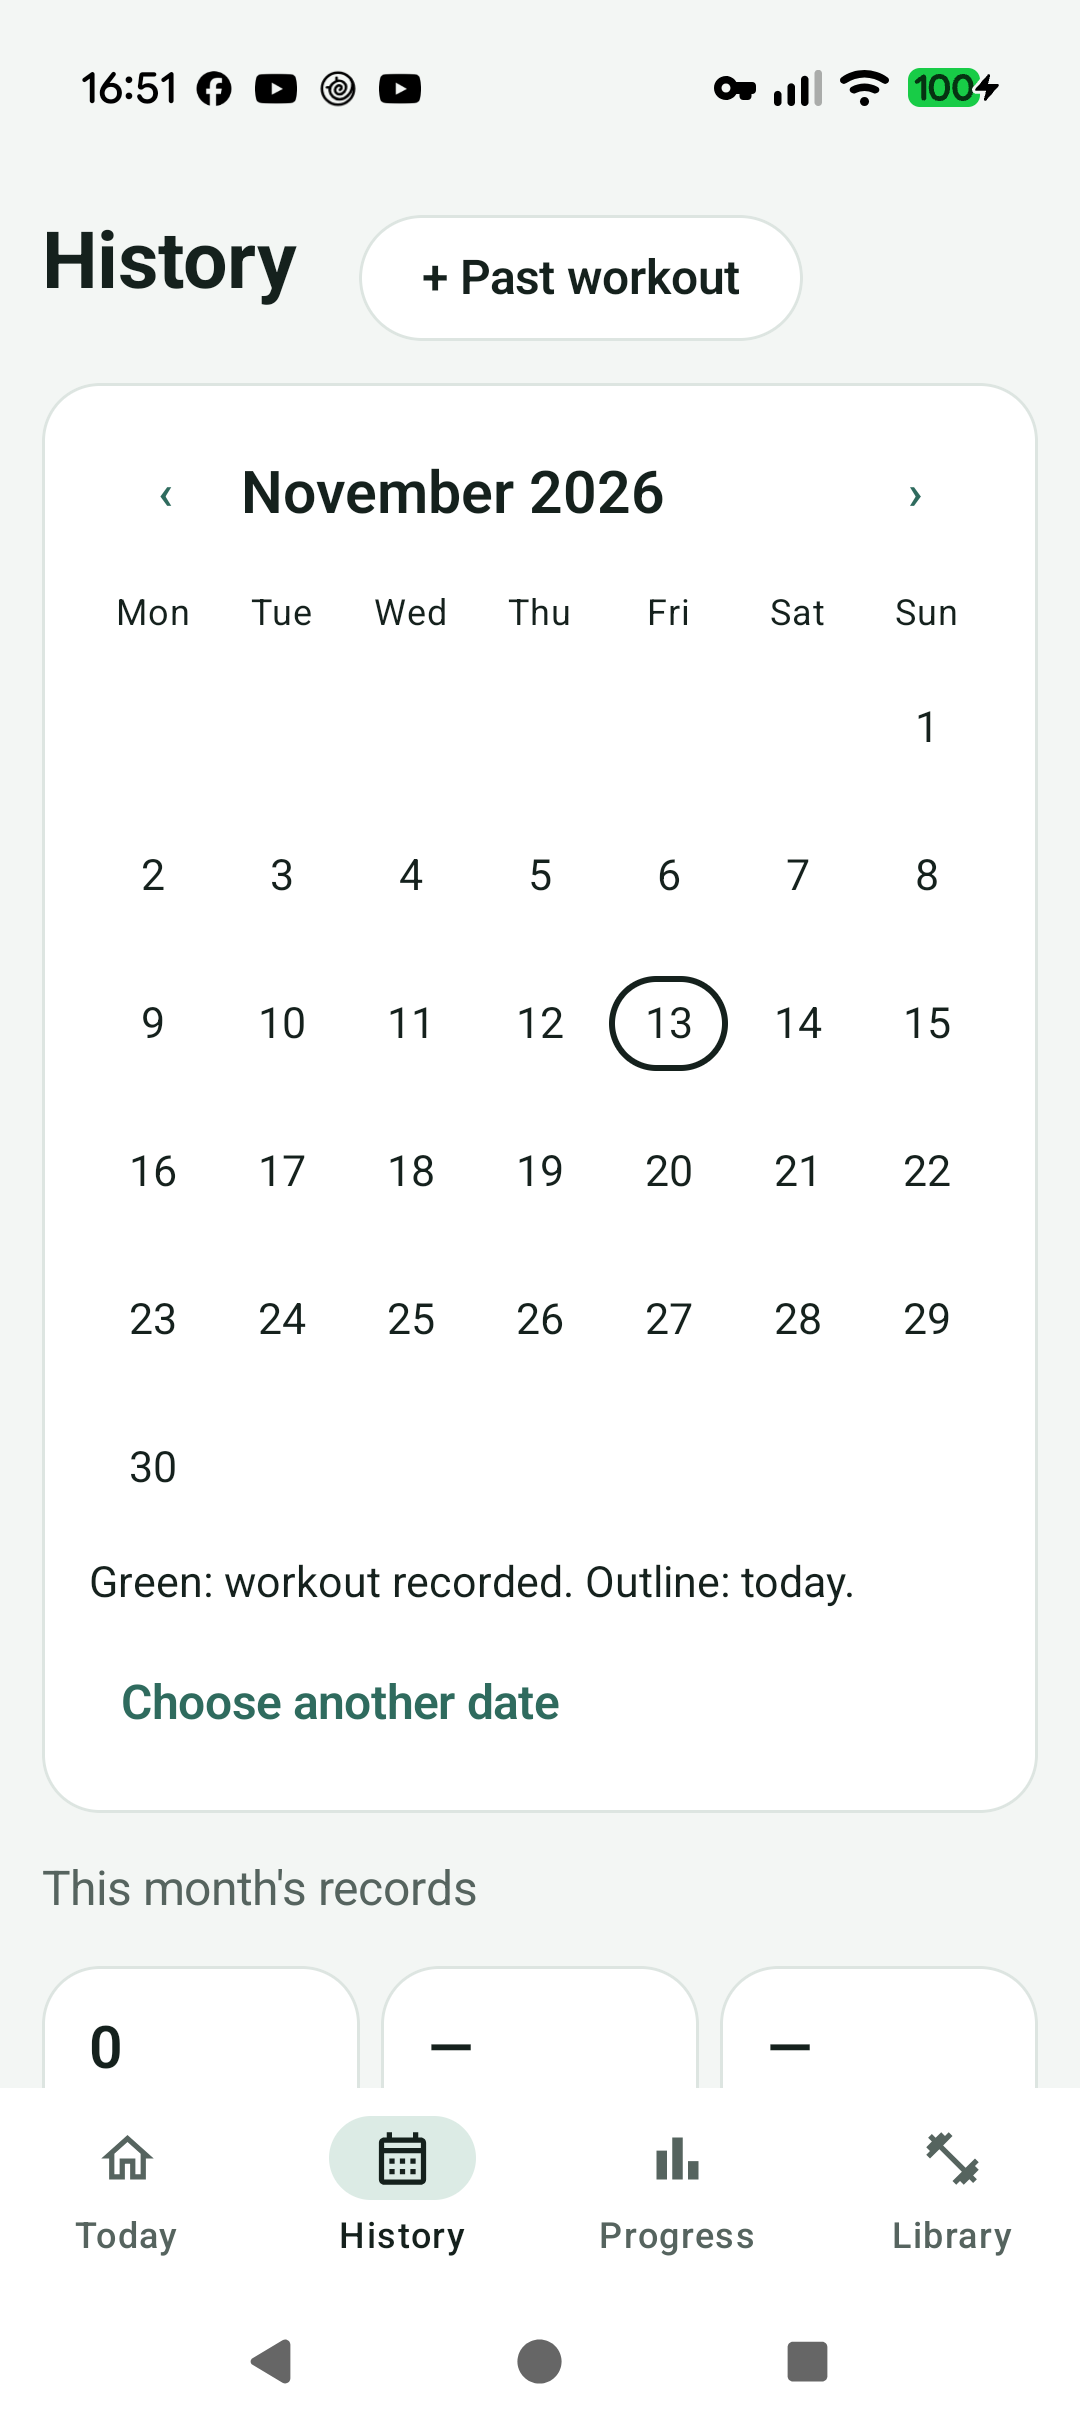 16:51
100
History
+ Past workout
‹ November 2026 ›
Mon Tue Wed Thu Fri Sat Sun
1
2 3 4 5 6 7 8
9 10 11 12 13 14 15
16 17 18 19 20 21 22
23 24 25 26 27 28 29
30
Green: workout recorded. Outline: today.
Choose another date
This month's records
0 — —
Today History Progress Library